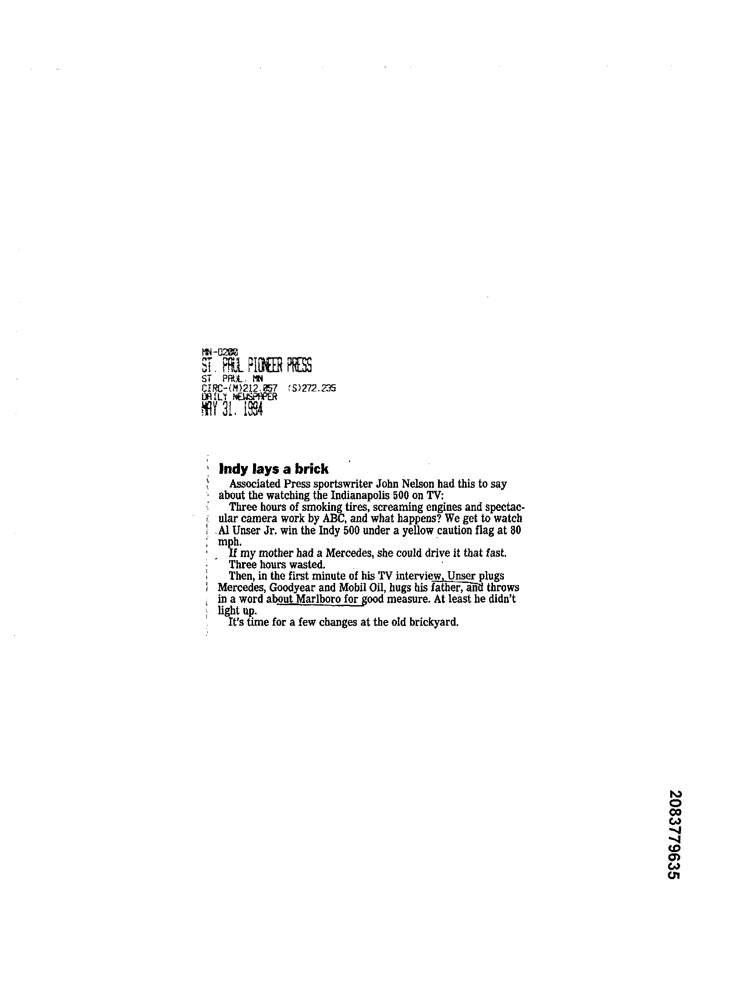 MN-0200
ST. PAUL PIONEER PRESS
ST PAUL, MN
CIRC-(M)212,057 (S)272,235
DAILY NEWSPAPER
MAY 31, 1994
Indy lays a brick
Associated Press sportswriter John Nelson had this to say
about the watching the Indianapolis 500 on TV:
Three hours of smoking tires, screaming engines and spectac-
ular camera work by ABC, and what happens? We get to watch
Al Unser Jr. win the Indy 500 under a yellow caution flag at 80
mph.
If my mother had a Mercedes, she could drive it that fast.
Three hours wasted.
Then, in the first minute of his TV interview, Unser plugs
Mercedes, Goodyear and Mobil Oil, hugs his father, and throws
in a word about Marlboro for good measure. At least he didn't
light up.
It's time for a few changes at the old brickyard.
2083779635